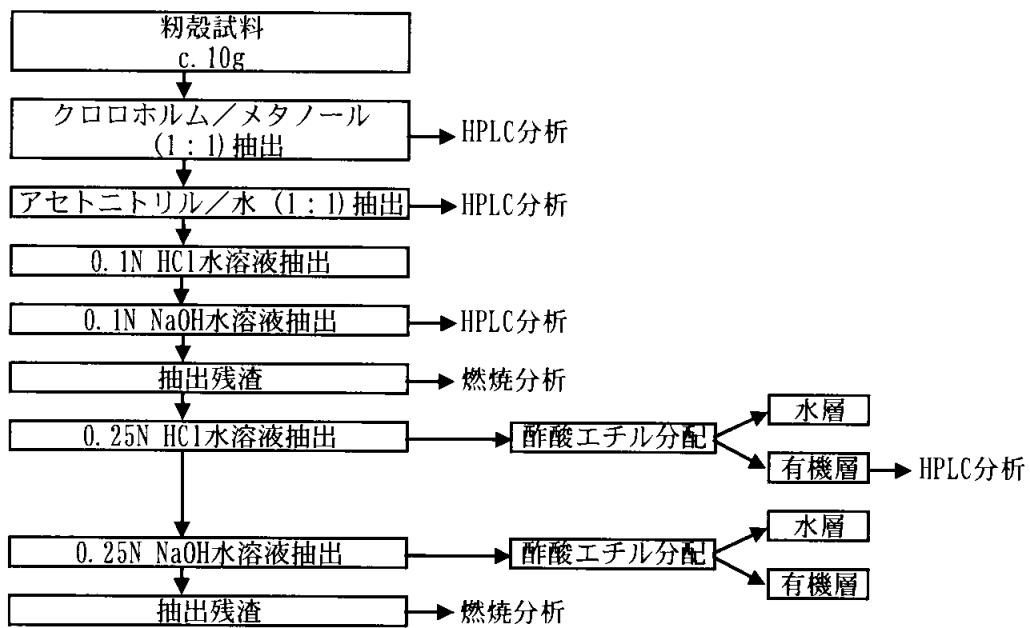 籾殻試料
c. 10g
クロロホルム／メタノール
(1：1)抽出
HPLC分析
アセトニトリル／水 (1：1)抽出
HPLC分析
0.1N HCl水溶液抽出
0.1N NaOH水溶液抽出
HPLC分析
抽出残渣
燃焼分析
0.25N HCl水溶液抽出
酢酸エチル分配
水層
有機層
HPLC分析
0.25N NaOH水溶液抽出
酢酸エチル分配
水層
有機層
抽出残渣
燃焼分析